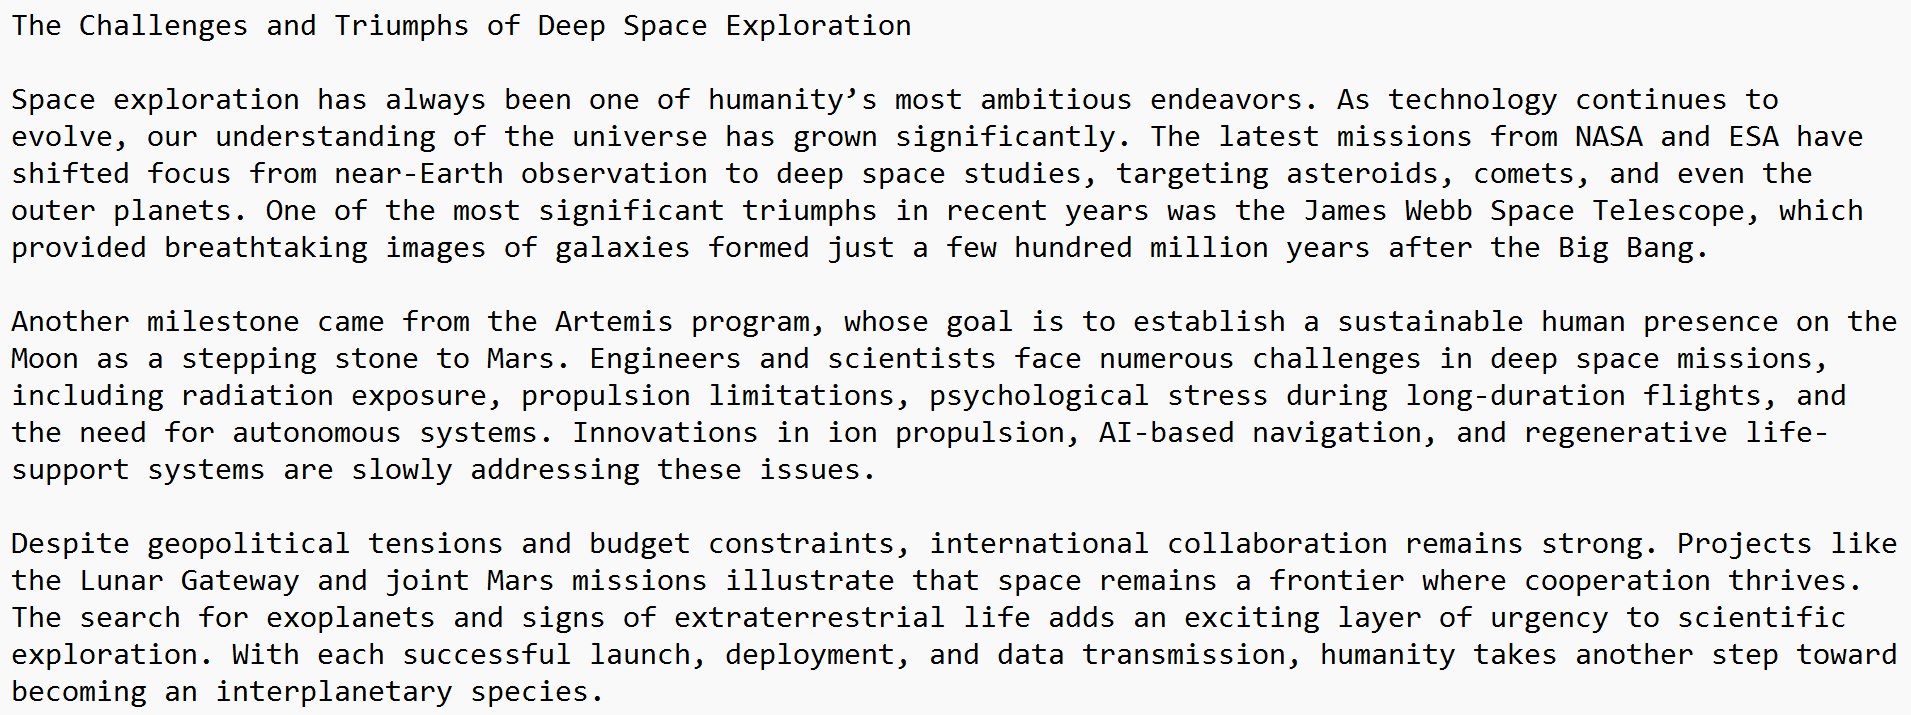 The Challenges and Triumphs of Deep Space Exploration
Space exploration has always been one of humanity’s most ambitious endeavors. As technology continues to
evolve, our understanding of the universe has grown significantly. The latest missions from NASA and ESA have
shifted focus from near-Earth observation to deep space studies, targeting asteroids, comets, and even the
outer planets. One of the most significant triumphs in recent years was the James Webb Space Telescope, which
provided breathtaking images of galaxies formed just a few hundred million years after the Big Bang.
Another milestone came from the Artemis program, whose goal is to establish a sustainable human presence on the
Moon as a stepping stone to Mars. Engineers and scientists face numerous challenges in deep space missions,
including radiation exposure, propulsion limitations, psychological stress during long-duration flights, and
the need for autonomous systems. Innovations in ion propulsion, AI-based navigation, and regenerative life-
support systems are slowly addressing these issues.
Despite geopolitical tensions and budget constraints, international collaboration remains strong. Projects like
the Lunar Gateway and joint Mars missions illustrate that space remains a frontier where cooperation thrives.
The search for exoplanets and signs of extraterrestrial life adds an exciting layer of urgency to scientific
exploration. With each successful launch, deployment, and data transmission, humanity takes another step toward
becoming an interplanetary species.